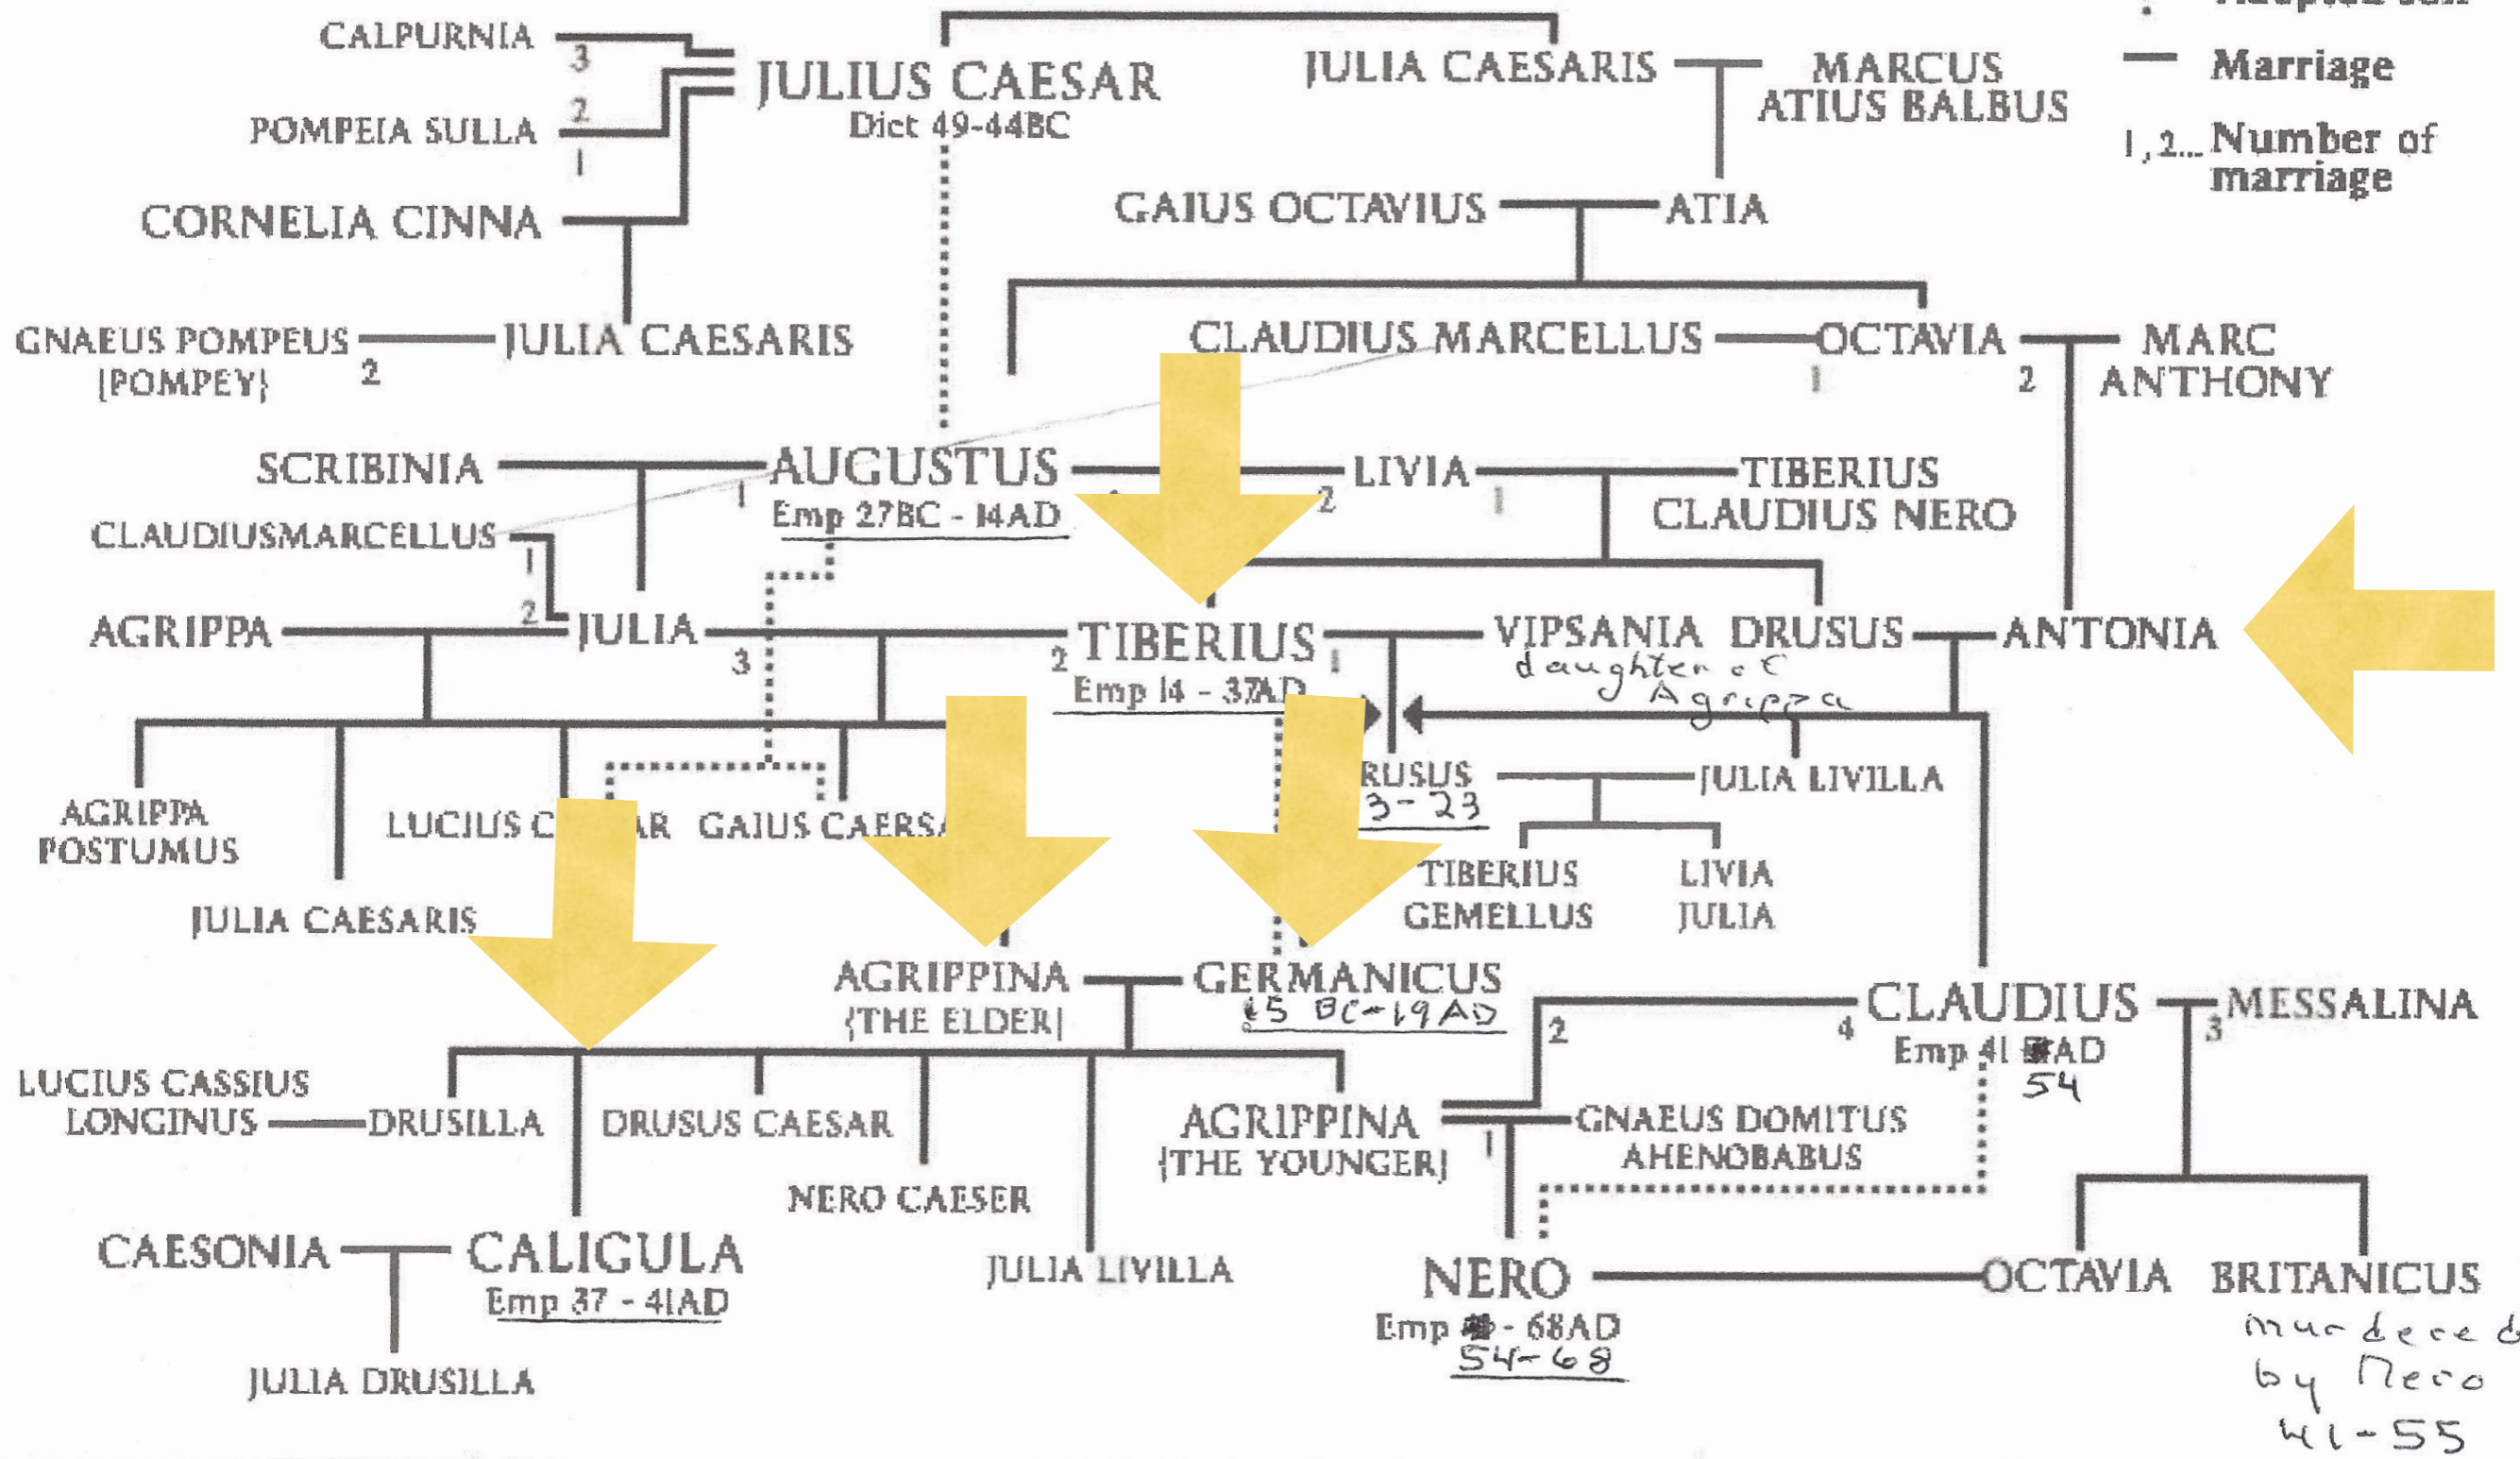 CALPURNIA
3
JULIUS CAESAR
Dict 49-44BC
JULIA CAESARIS
MARCUS
ATIUS BALBUS
Marriage
1,2... Number of
marriage
2
POMPEIA SULLA
1
CORNELIA CINNA
GAIUS OCTAVIUS
ATIA
GNAEUS POMPEUS
{POMPEY}
2
JULIA CAESARIS
CLAUDIUS MARCELLUS
1
OCTAVIA
2
MARC
ANTHONY
SCRIBINIA
1
AUGUSTUS
Emp 27BC - 14AD
2
LIVIA
1
TIBERIUS
CLAUDIUS NERO
CLAUDIUSMARCELLUS
1
AGRIPPA
2
JULIA
3
2
TIBERIUS
1
Emp 14 - 37AD
VIPSANIA
daughter of
Agrippa
DRUSUS
ANTONIA
AGRIPPA
POSTUMUS
JULIA CAESARIS
LUCIUS
GAIUS
RUSUS
3-23
JULIA LIVILLA
TIBERIUS
GEMELLUS
LIVIA
JULIA
AGRIPPINA
{THE ELDER}
GERMANICUS
15 BC-19AD
2
4
CLAUDIUS
Emp 41 AD
54
3
MESSALINA
LUCIUS CASSIUS
LONGINUS
DRUSILLA
DRUSUS CAESAR
NERO CAESER
JULIA LIVILLA
AGRIPPINA
{THE YOUNGER}
1
GNAEUS DOMITUS
AHENOBABUS
CAESONIA
CALIGULA
Emp 37 - 41AD
JULIA DRUSILLA
NERO
Emp - 68AD
54-68
OCTAVIA
BRITANICUS
murdered
by Nero
41-55